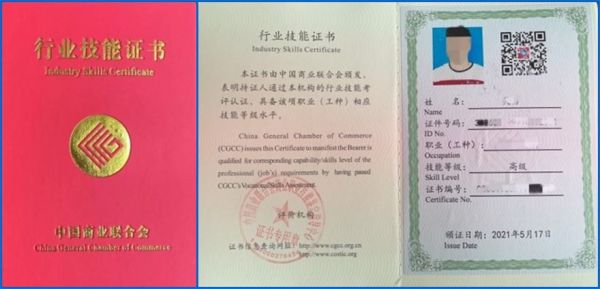 行业技能证书
Industry Skills Certificate
中国商业联合会
China General Chamber of Commerce
行业技能证书
Industry Skills Certificate
本证书由中国商业联合会颁发，
表明持证人通过本机构的行业技能考
评认证，具备该项职业（工种）相应
技能等级水平。
China General Chamber of Commerce
(CGCC) issues this Certificate to manifest the Bearer is
qualified for corresponding capability/skills level of the
professional (job's) requirements by having passed
CGCC's Vocational Skills Assessment.
评价机构
证书专用章
证书信息查询网址：http://www.cgcc.org.cn
http://www.costic.org.cn
姓 名：
Name
证件号码：
ID No.
职业（工种）：
Occupation
技能等级： 高级
Skill Level
证书编号：
Certificate No.
颁证日期：2021年5月17日
Issue Date